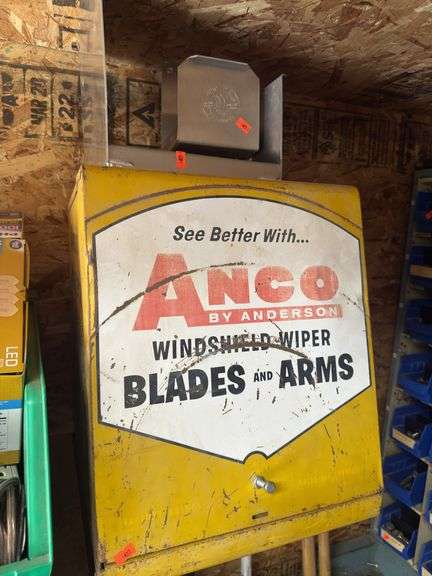 See Better With...
ANCO
BY ANDERSON
WINDSHIELD WIPER
BLADES AND ARMS
LED